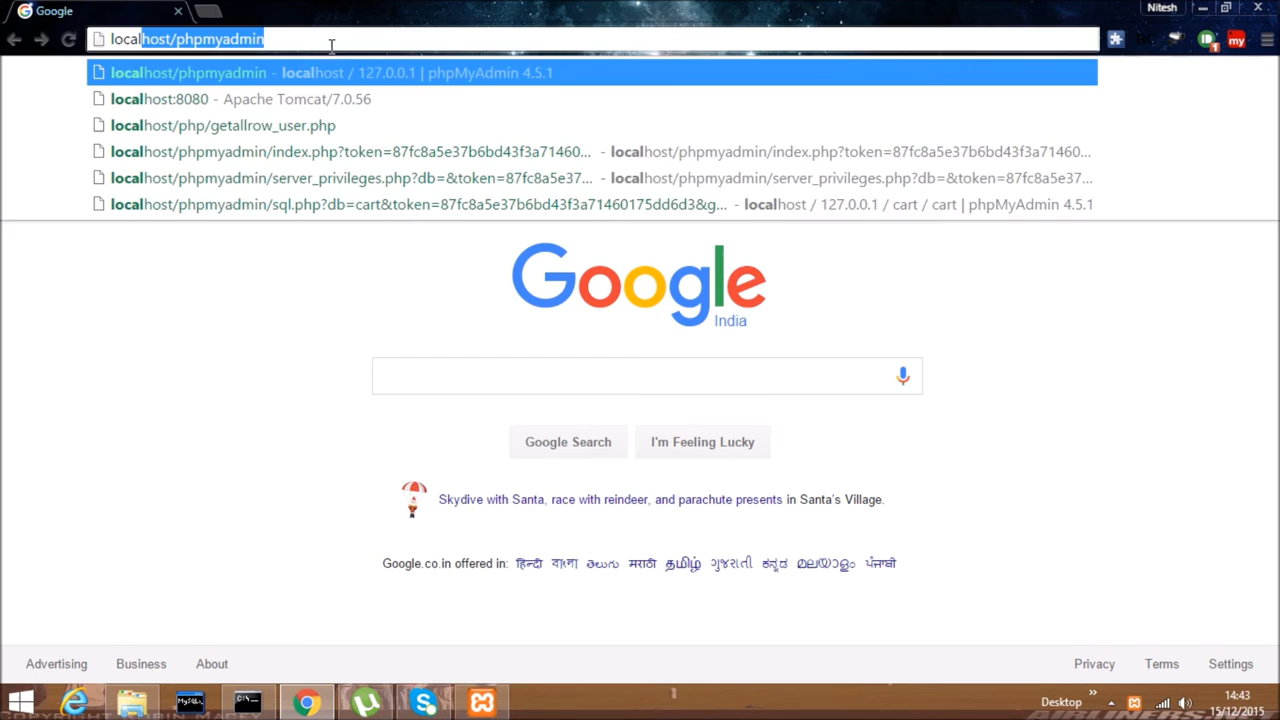 Google
Nitesh
localhost/phpmyadmin
1
my
localhost/phpmyadmin - localhost / 127.0.0.1 | phpMyAdmin 4.5.1
localhost:8080 - Apache Tomcat/7.0.56
localhost/php/getallrow_user.php
localhost/phpmyadmin/index.php?token=87fc8a5e37b6bd43f3a71460... - localhost/phpmyadmin/index.php?token=87fc8a5e37b6bd43f3a71460...
localhost/phpmyadmin/server_privileges.php?db=&token=87fc8a5e37... - localhost/phpmyadmin/server_privileges.php?db=&token=87fc8a5e37...
localhost/phpmyadmin/sql.php?db=cart&token=87fc8a5e37b6bd43f3a71460175dd6d3&g... - localhost / 127.0.0.1 / cart / cart | phpMyAdmin 4.5.1
Google
India
Google Search
I'm Feeling Lucky
Skydive with Santa, race with reindeer, and parachute presents in Santa's Village.
Google.co.in offered in: हिन्दी বাংলা తెలుగు मराठी தமிழ் ગુજરાતી ಕನ್ನಡ മലയാളം ਪੰਜਾਬੀ
Advertising Business About
Privacy Terms Settings
Desktop
14:43
15/12/2015